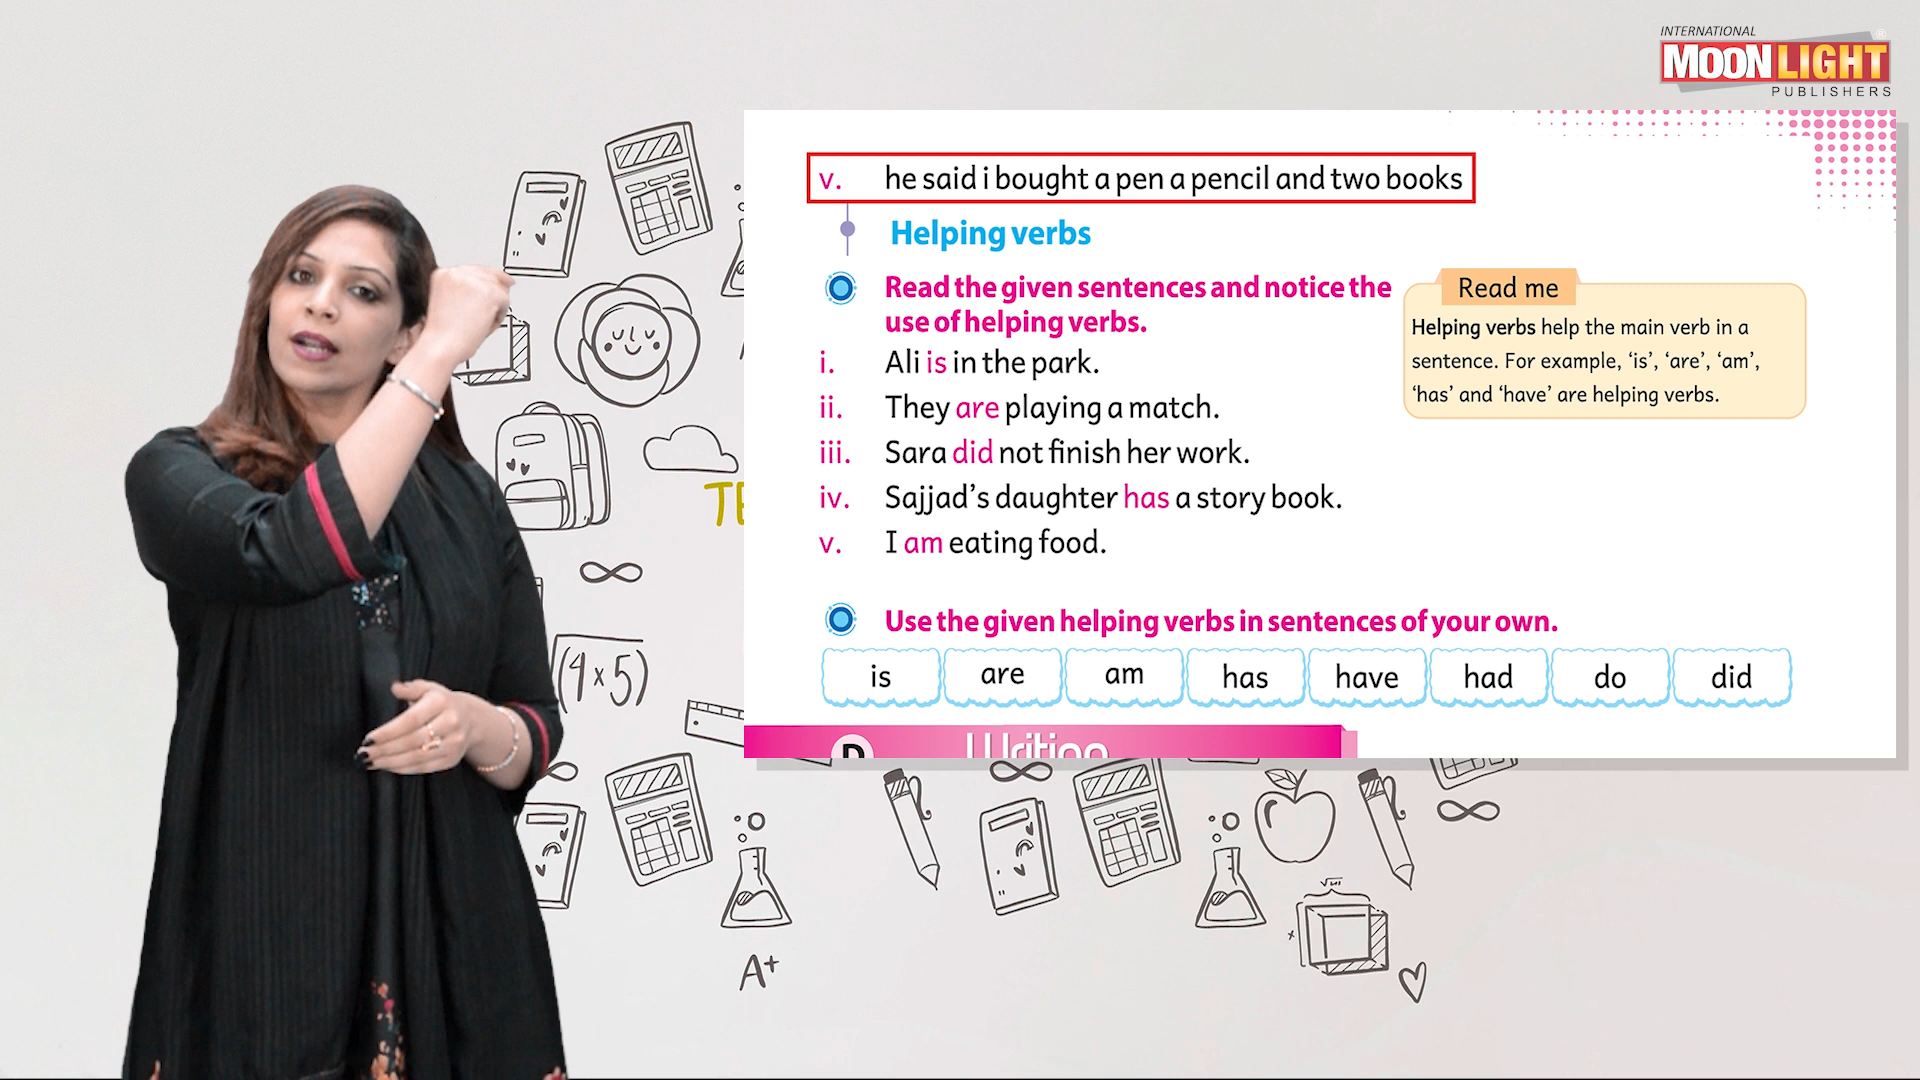 INTERNATIONAL
MOONLIGHT ®
PUBLISHERS
v. he said i bought a pen a pencil and two books
Helping verbs
Read the given sentences and notice the
use of helping verbs.
i. Ali is in the park.
ii. They are playing a match.
iii. Sara did not finish her work.
iv. Sajjad's daughter has a story book.
v. I am eating food.
Read me
Helping verbs help the main verb in a
sentence. For example, ‘is’, ‘are’, ‘am’,
‘has’ and ‘have’ are helping verbs.
Use the given helping verbs in sentences of your own.
is are am has have had do did
D Writing
TE
(4×5)
A+